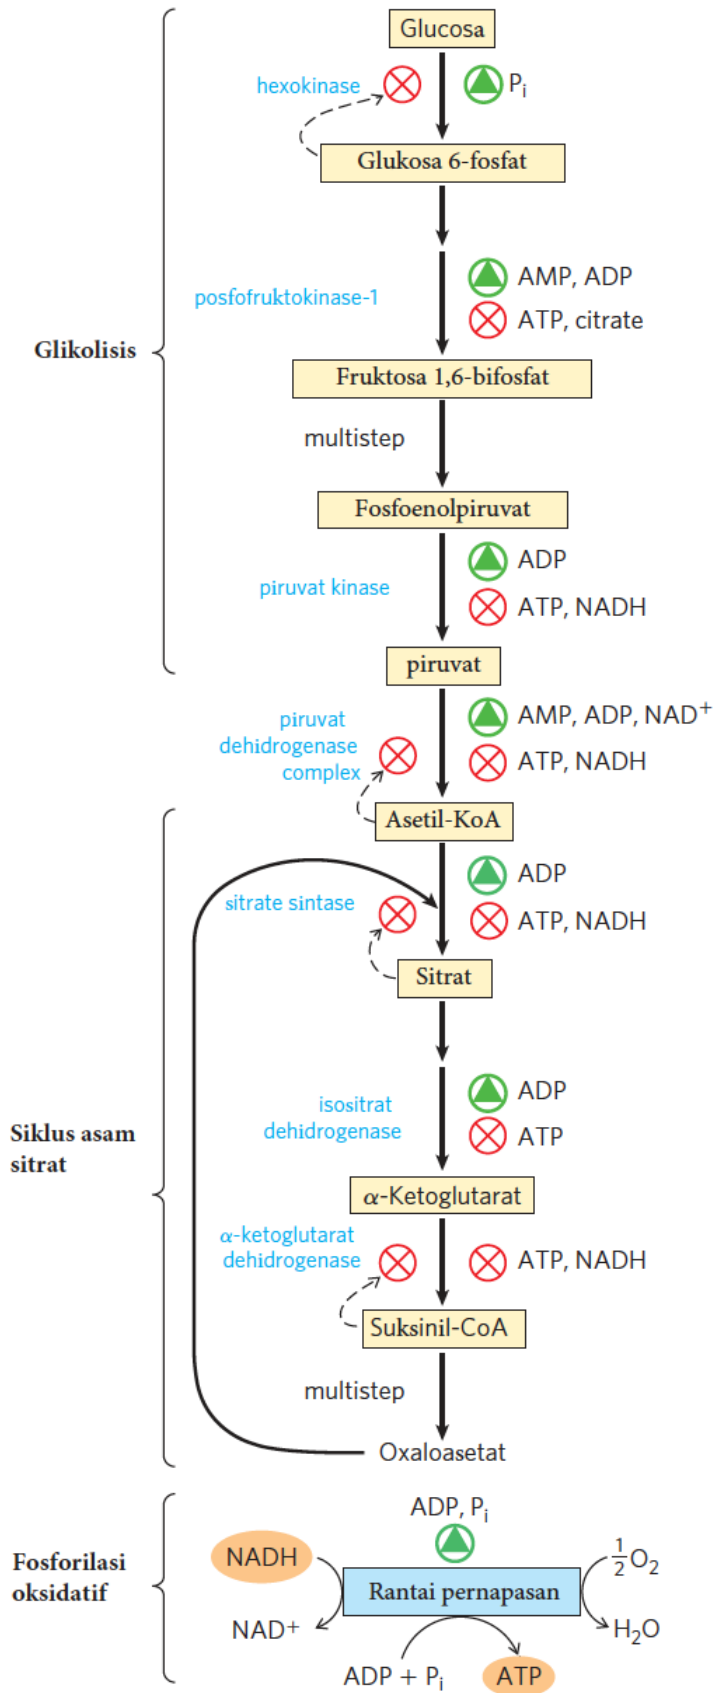 Glucosa
hexokinase
Pi
Glukosa 6-fosfat
AMP, ADP
posfofruktokinase-1
ATP, citrate
Glikolisis
Fruktosa 1,6-bifosfat
multistep
Fosfoenolpiruvat
ADP
piruvat kinase
ATP, NADH
piruvat
piruvat
dehidrogenase
complex
AMP, ADP, NAD+
ATP, NADH
Asetil-KoA
ADP
sitrate sintase
ATP, NADH
Sitrat
ADP
isositrat
dehidrogenase
ATP
Siklus asam
sitrat
α-Ketoglutarat
α-ketoglutarat
dehidrogenase
ATP, NADH
Suksinil-CoA
multistep
Oxaloasetat
ADP, Pi
Fosforilasi
oksidatif
NADH
1/2 O2
Rantai pernapasan
NAD+
H2O
ADP + Pi
ATP